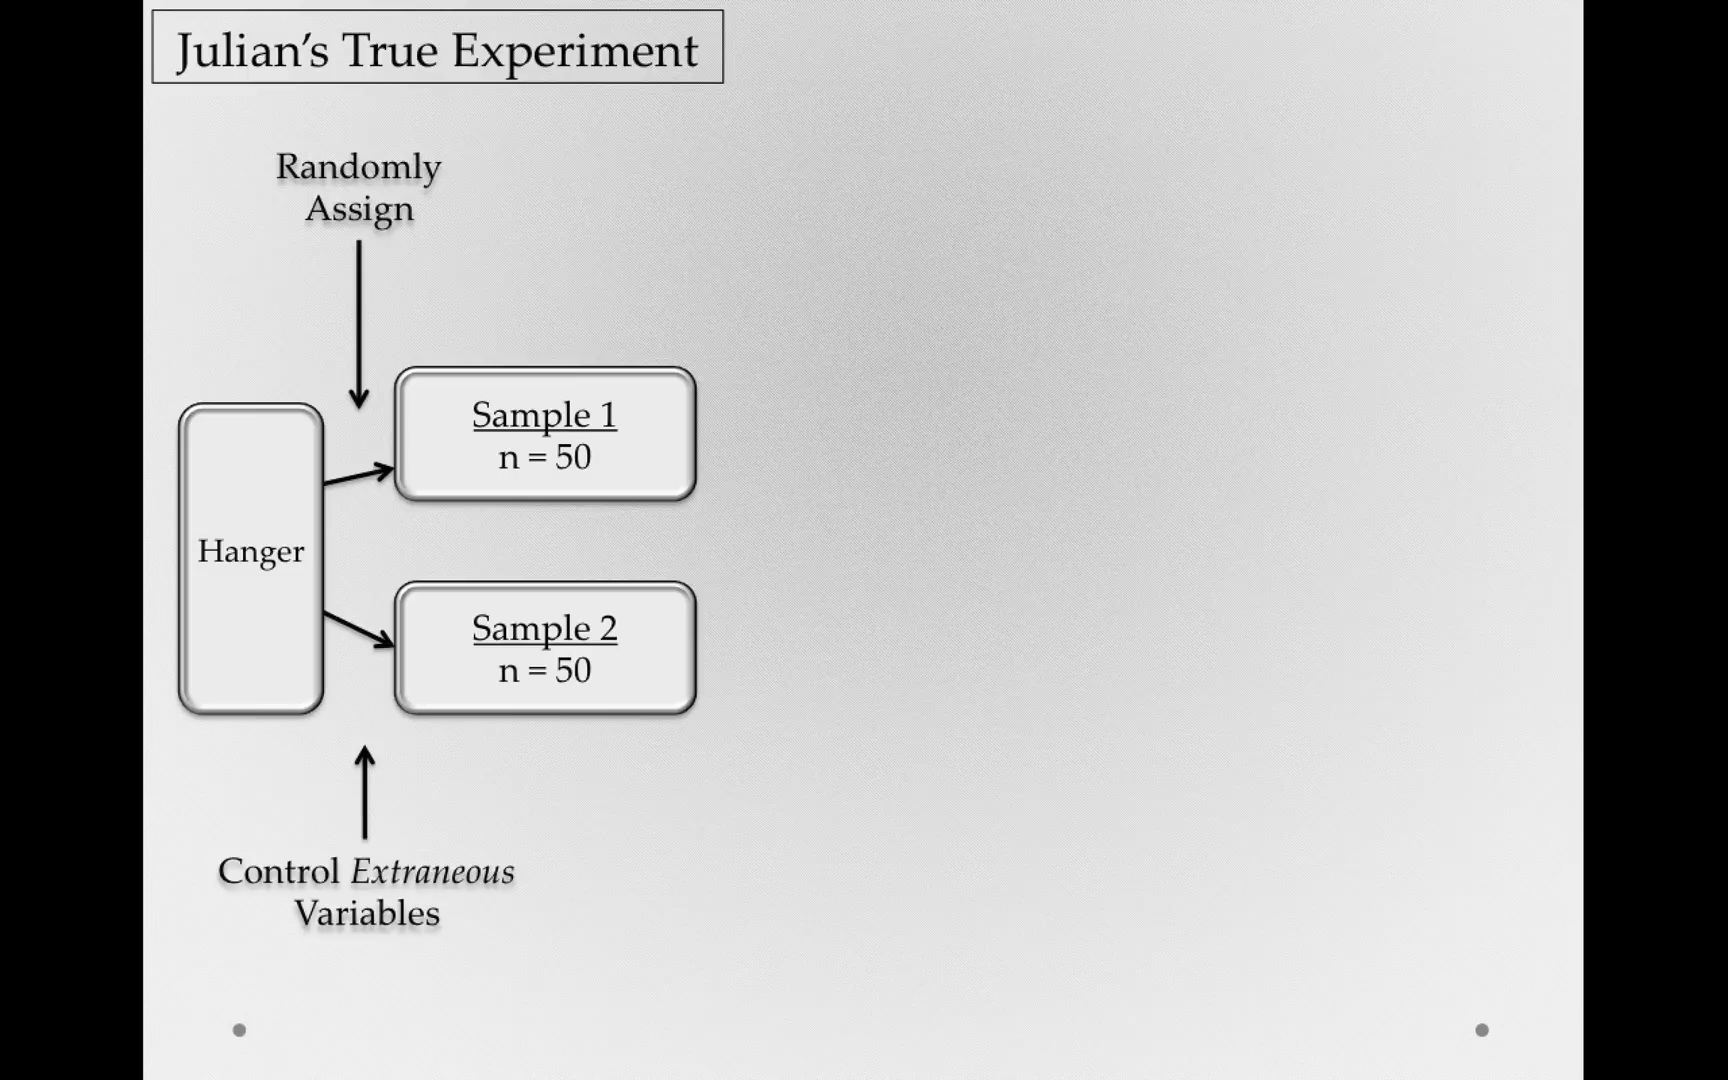 Julian's True Experiment
Randomly
Assign
Hanger
Sample 1
n = 50
Sample 2
n = 50
Control Extraneous
Variables